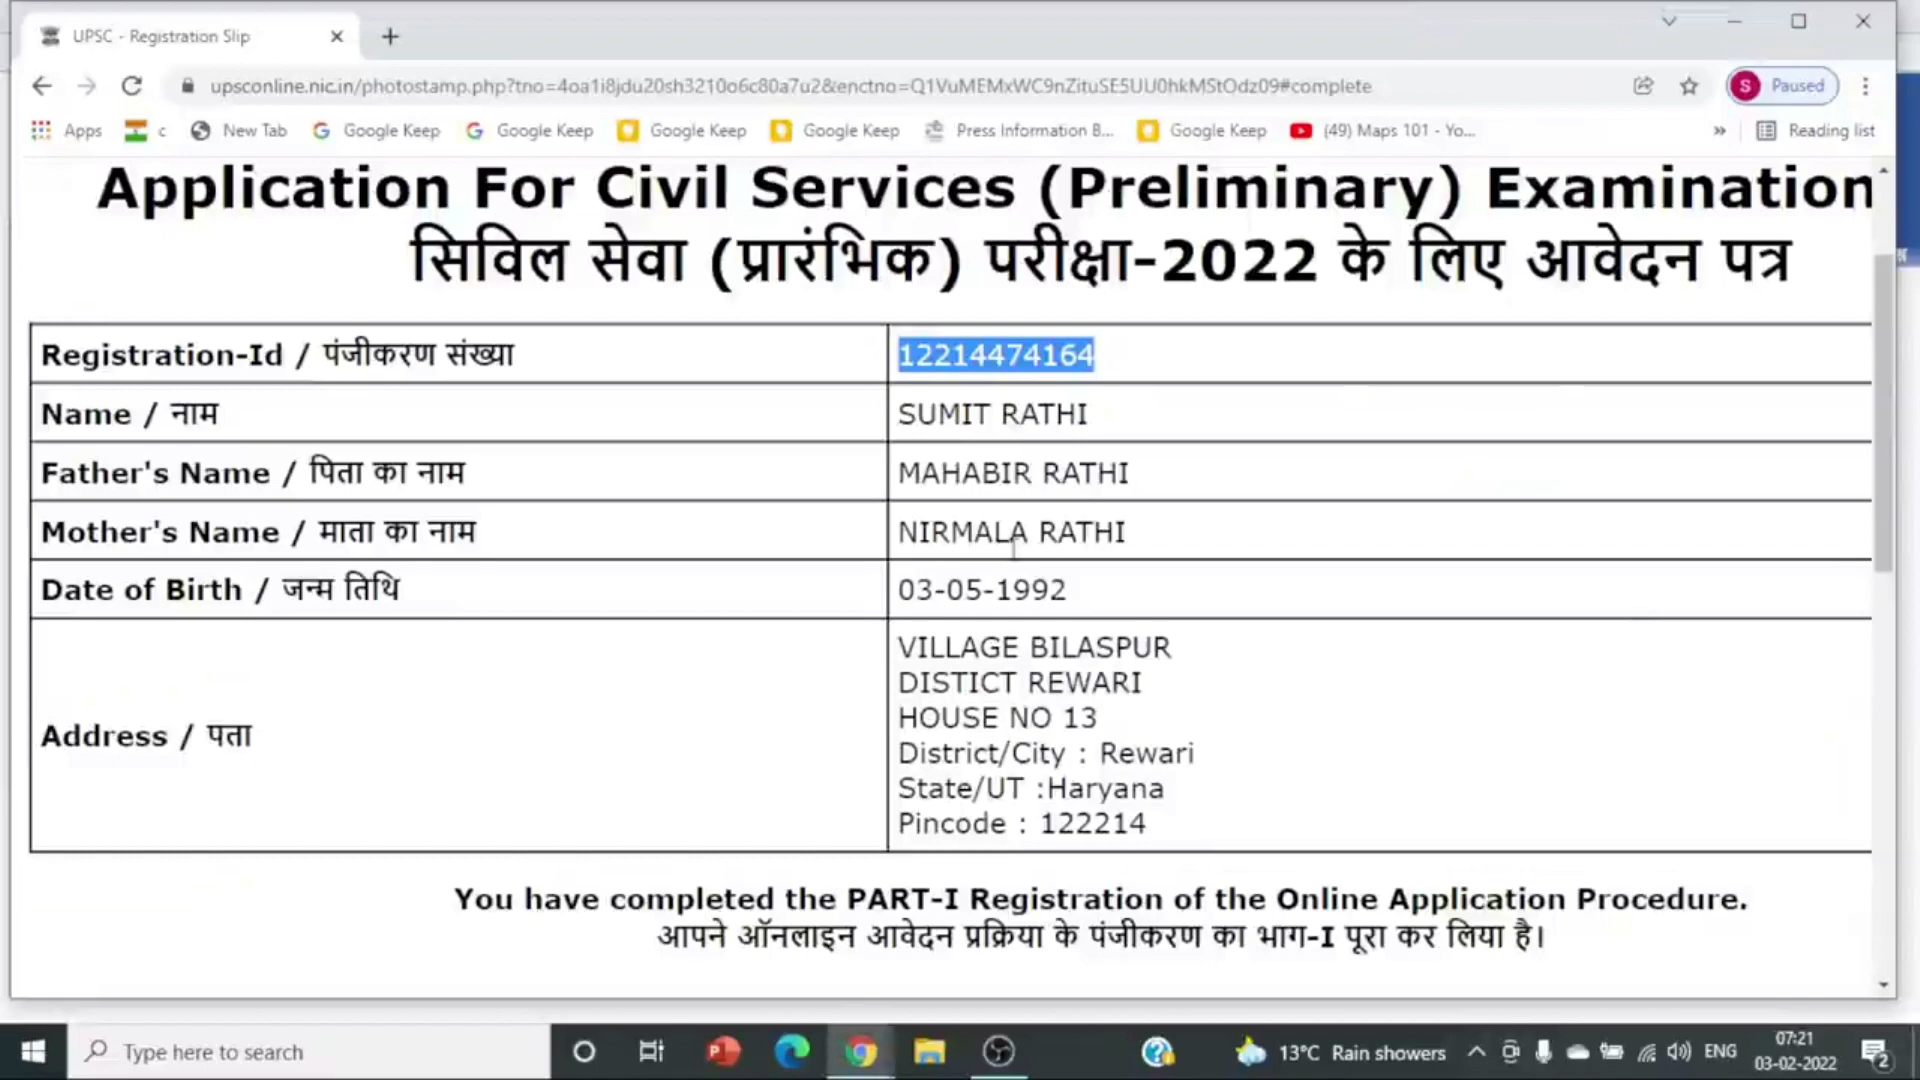 UPSC - Registration Slip
upsconline.nic.in/photostamp.php?tno=4oa1i8jdu20sh3210o6c80a7u2&enctno=Q1VuMEMxWC9nZituSE5UU0hkMStOdz09#complete
S Paused
Apps c New Tab Google Keep Google Keep Google Keep Google Keep Press Information B... Google Keep (49) Maps 101 - Yo... » Reading list
Application For Civil Services (Preliminary) Examination
सिविल सेवा (प्रारंभिक) परीक्षा-2022 के लिए आवेदन पत्र
Registration-Id / पंजीकरण संख्या 12214474164
Name / नाम SUMIT RATHI
Father's Name / पिता का नाम MAHABIR RATHI
Mother's Name / माता का नाम NIRMALA RATHI
Date of Birth / जन्म तिथि 03-05-1992
Address / पता
VILLAGE BILASPUR
DISTICT REWARI
HOUSE NO 13
District/City : Rewari
State/UT :Haryana
Pincode : 122214
You have completed the PART-I Registration of the Online Application Procedure.
आपने ऑनलाइन आवेदन प्रक्रिया के पंजीकरण का भाग-I पूरा कर लिया है।
Type here to search
13°C Rain showers ENG 07:21
03-02-2022
2